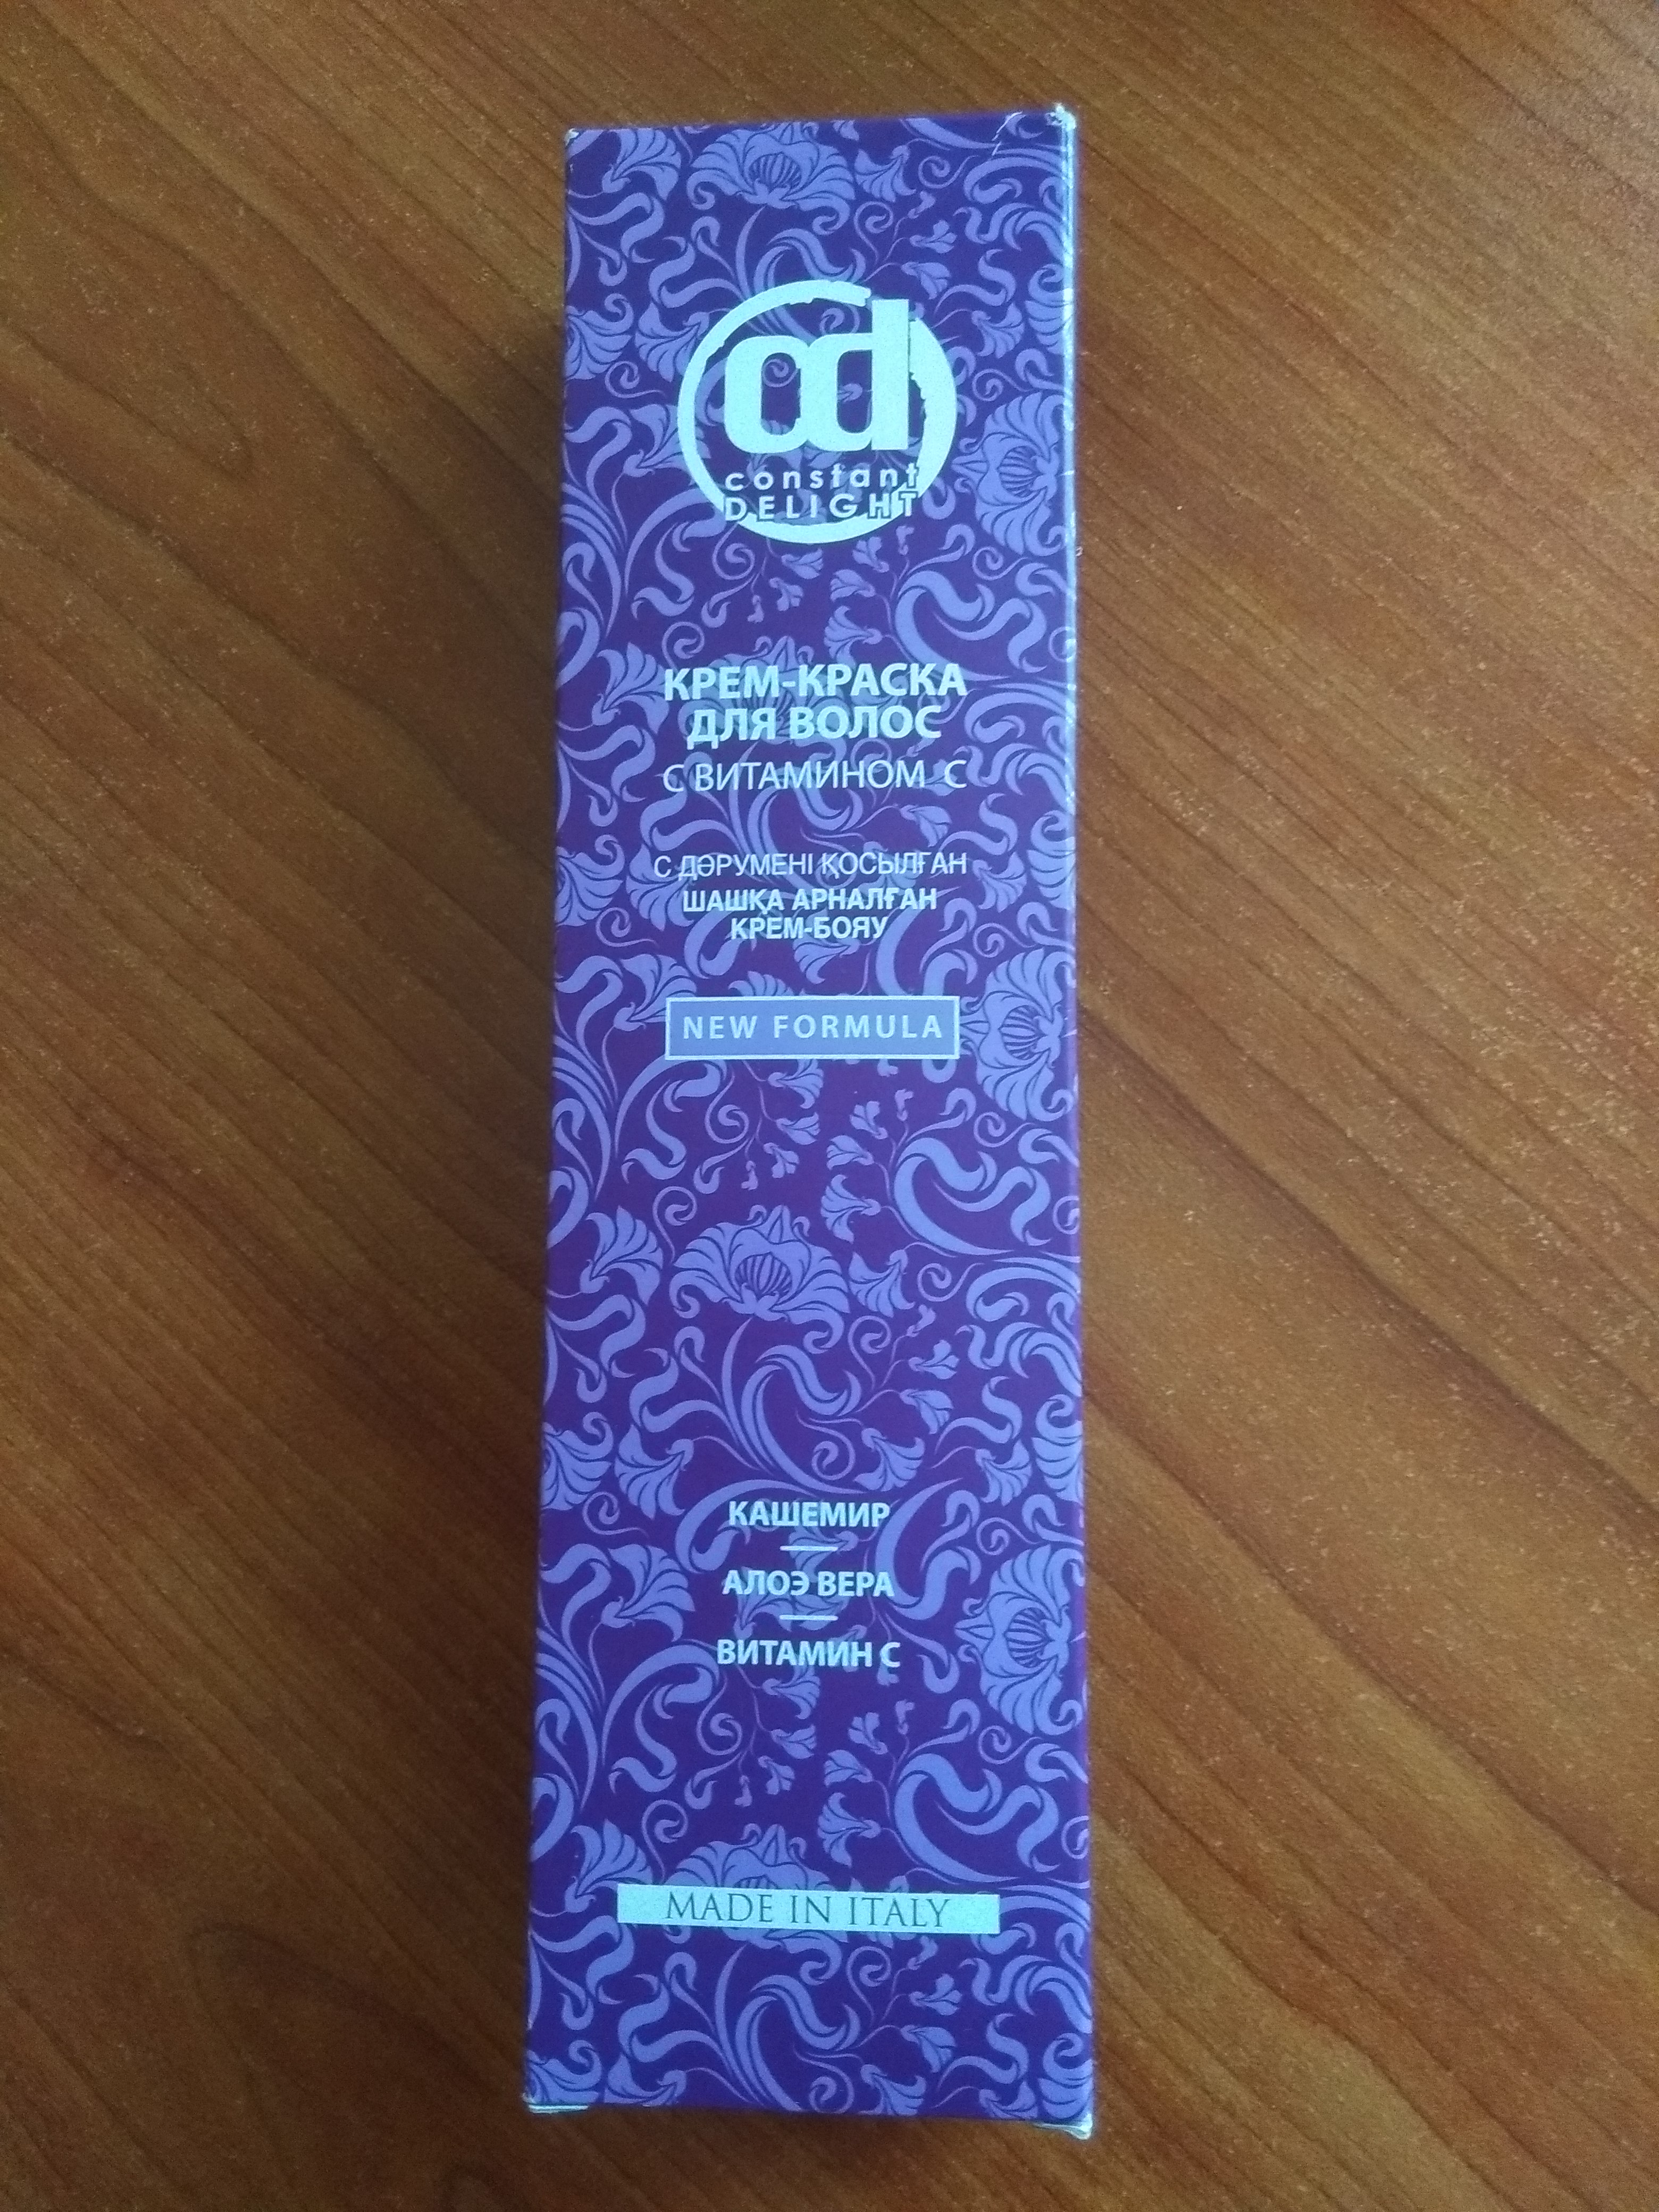 cd
constant
DELIGHT
КРЕМ-КРАСКА
ДЛЯ ВОЛОС
С ВИТАМИНОМ С
С ДӘРУМЕНІ ҚОСЫЛҒАН
ШАШҚА АРНАЛҒАН
КРЕМ-БОЯУ
NEW FORMULA
КАШЕМИР
АЛОЭ ВЕРА
ВИТАМИН С
MADE IN ITALY